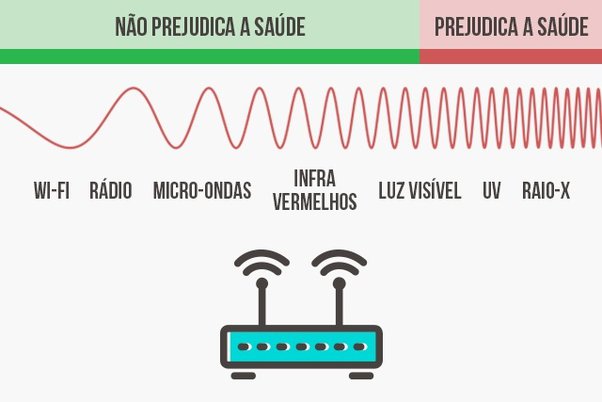 NÃO PREJUDICA A SAÚDE
PREJUDICA A SAÚDE
WI-FI
RÁDIO
MICRO-ONDAS
INFRA
VERMELHOS
LUZ VISÍVEL
UV
RAIO-X